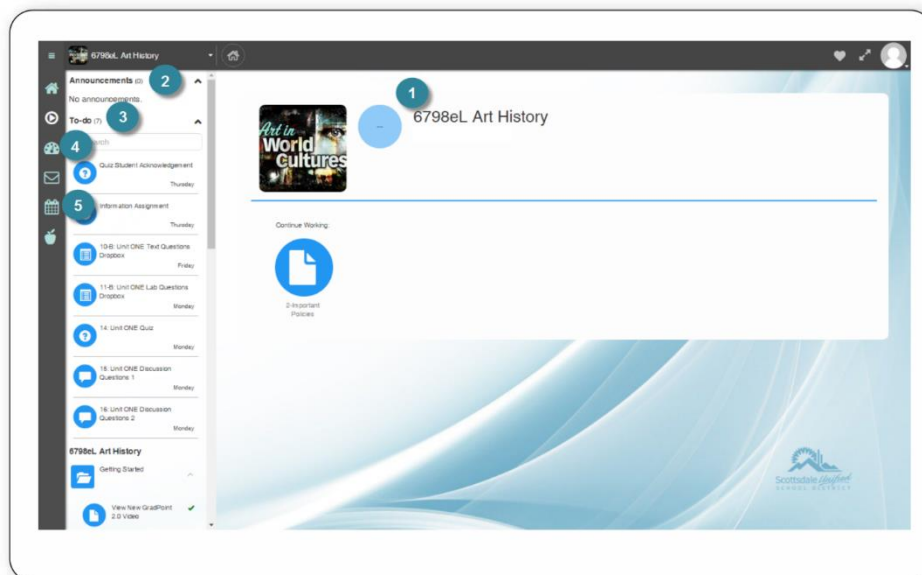 6798eL Art History
Announcements (0)
2
No announcements.
To-do (7)
3
4
Quiz Student Acknowledgement
Thursday
5
Information Assignment
Thursday
10-B: Unit ONE Text Questions
Dropbox
Friday
11-B: Unit ONE Lab Questions
Dropbox
Monday
14: Unit ONE Quiz
Monday
15: Unit ONE Discussion
Questions 1
Monday
16: Unit ONE Discussion
Questions 2
Monday
6798eL Art History
Getting Started
View New GradPoint
2.0 Video
Art in
World
Cultures
--
1
6798eL Art History
Continue Working:
2-Important
Policies
Scottsdale Unified
SCHOOL DISTRICT